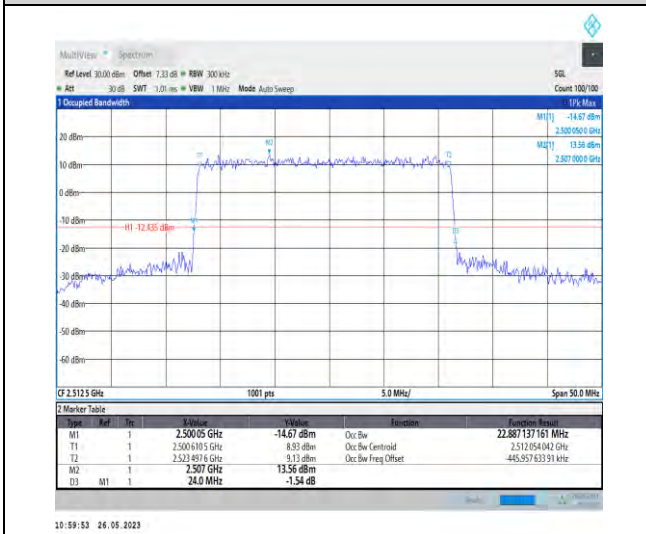 MultiView Spectrum
Ref Level 30.00 dBm Offset 7.33 dB RBW 300 kHz SGL
Att 30 dB SWT 1.01 ms VBW 1 MHz Mode Auto Sweep Count 100/100
1 Occupied Bandwidth 1Pk Max
M1[1] -14.67 dBm
2.500 050 0 GHz
M2[1] 13.56 dBm
2.507 000 0 GHz
20 dBm
M2
T1 T2
10 dBm
0 dBm
-10 dBm
M1
H1 -12.435 dBm
D3
-20 dBm
-30 dBm
-40 dBm
-50 dBm
-60 dBm
CF 2.512 5 GHz 1001 pts 5.0 MHz/ Span 50.0 MHz
2 Marker Table
Type Ref Trc X-Value Y-Value Function Function Result
M1 1 2.500 05 GHz -14.67 dBm Occ Bw 22.887 137 161 MHz
T1 1 2.500 610 5 GHz 8.93 dBm Occ Bw Centroid 2.512 054 042 GHz
T2 1 2.523 497 6 GHz 9.13 dBm Occ Bw Freq Offset -445.957 633 91 kHz
M2 1 2.507 GHz 13.56 dBm
D3 M1 1 24.0 MHz -1.54 dB
10:59:53 26.05.2023